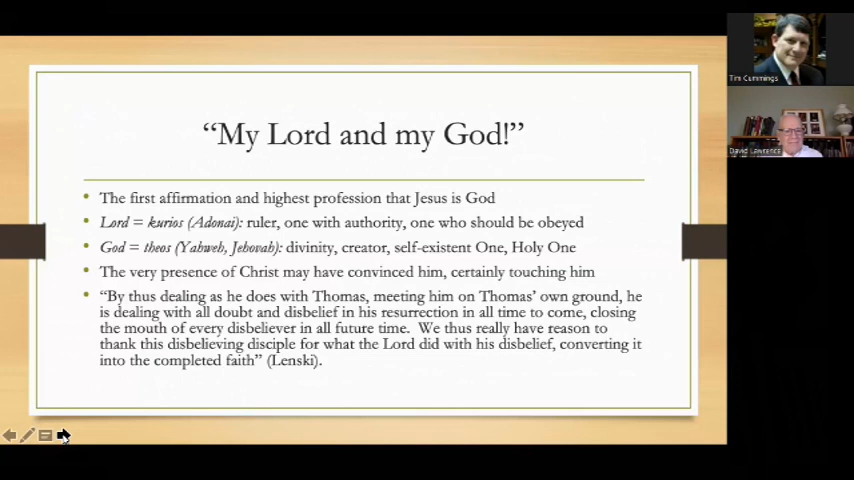 “My Lord and my God!”
• The first affirmation and highest profession that Jesus is God
• Lord = kurios (Adonai): ruler, one with authority, one who should be obeyed
• God = theos (Yahweh, Jehovah): divinity, creator, self-existent One, Holy One
• The very presence of Christ may have convinced him, certainly touching him
• “By thus dealing as he does with Thomas, meeting him on Thomas’ own ground, he
is dealing with all doubt and disbelief in his resurrection in all time to come, closing
the mouth of every disbeliever in all future time.  We thus really have reason to
thank this disbelieving disciple for what the Lord did with his disbelief, converting it
into the completed faith” (Lenski).
Tim Cummings
David Lawrence